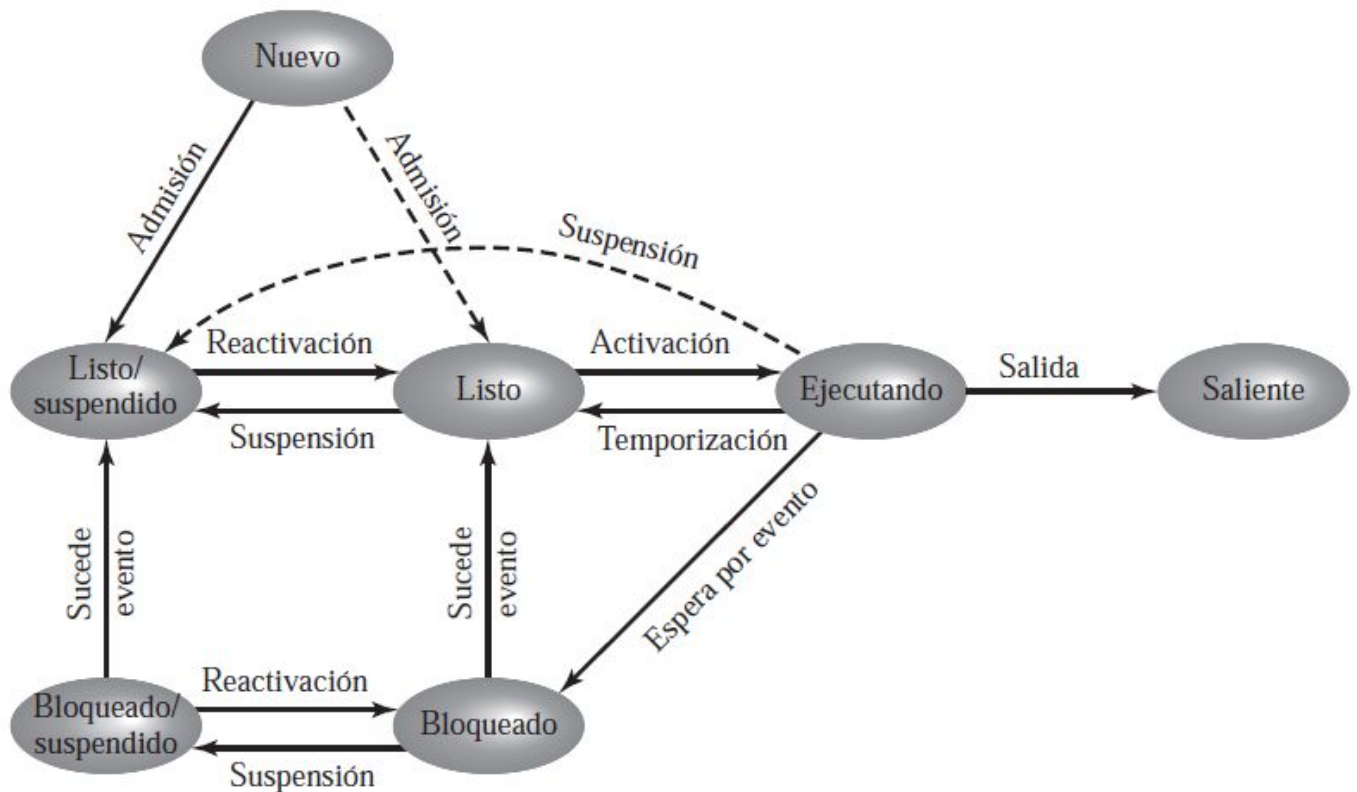 Nuevo
Admisión
Admisión
Suspensión
Reactivación
Activación
Listo/
suspendido
Listo
Ejecutando
Salida
Saliente
Suspensión
Temporización
Sucede
evento
Sucede
evento
Espera por evento
Reactivación
Bloqueado/
suspendido
Bloqueado
Suspensión